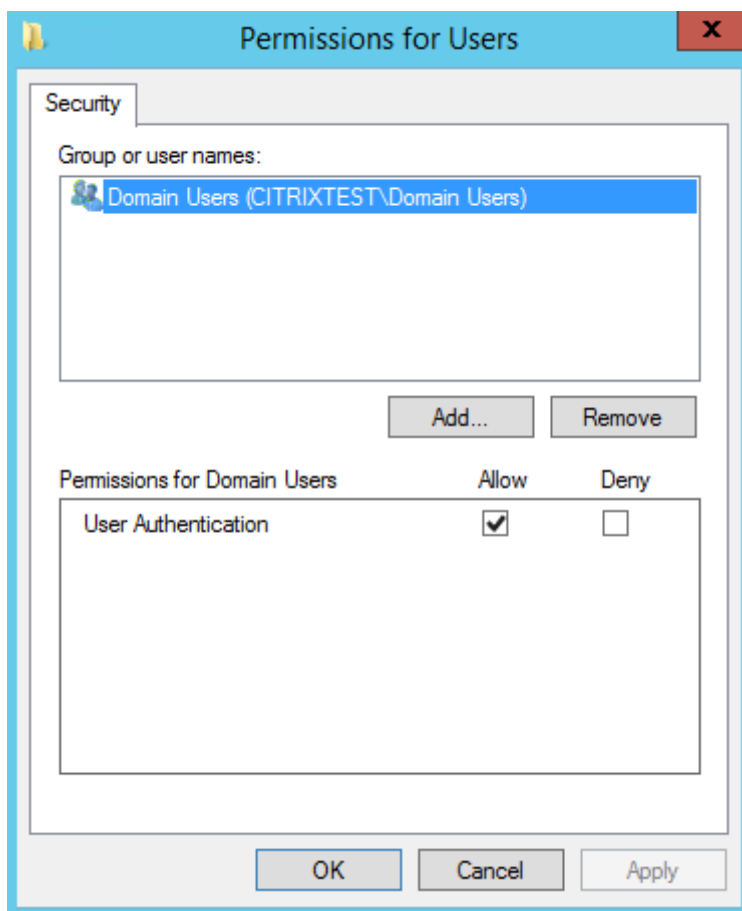 Permissions for Users
x
Security
Group or user names:
Domain Users (CITRIXTEST\Domain Users)
Add... Remove
Permissions for Domain Users Allow Deny
User Authentication
OK Cancel Apply